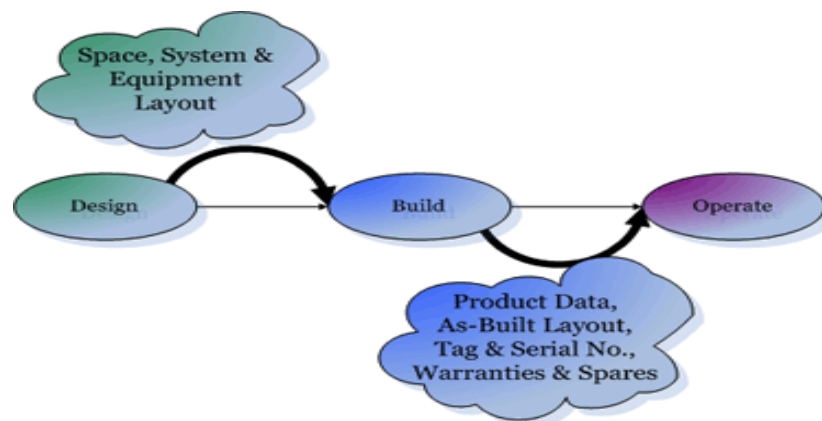 Space, System &
Equipment
Layout
Design
Build
Operate
Product Data,
As-Built Layout,
Tag & Serial No.,
Warranties & Spares